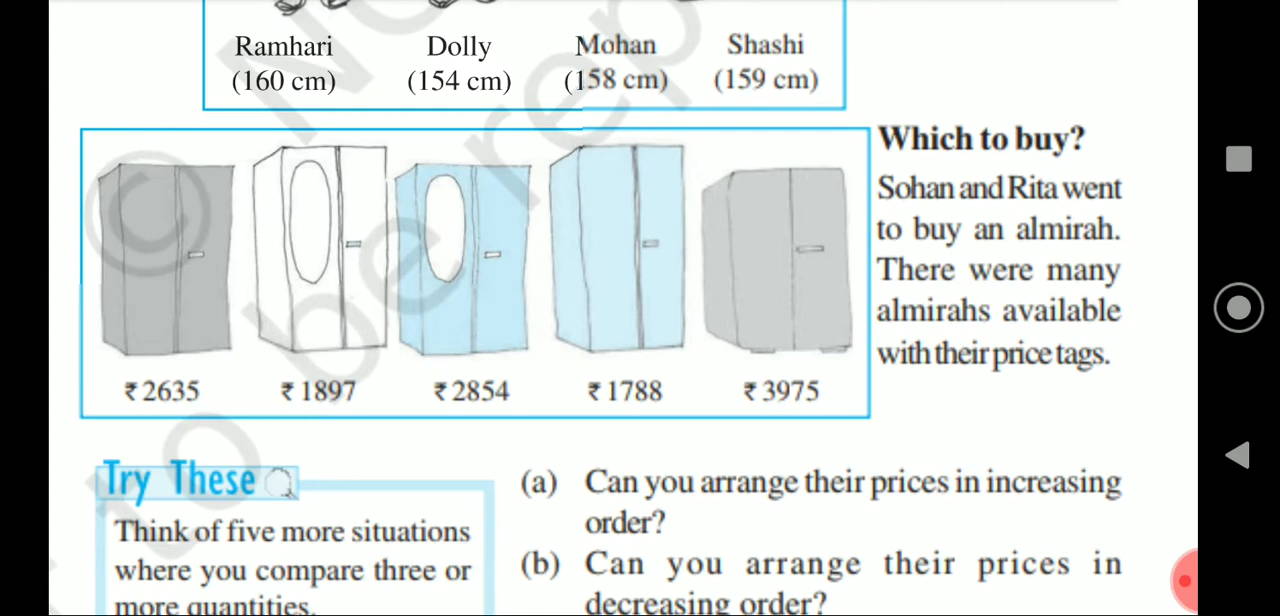 Ramhari Dolly Mohan Shashi
(160 cm) (154 cm) (158 cm) (159 cm)
₹ 2635 ₹ 1897 ₹ 2854 ₹ 1788 ₹ 3975
Which to buy?
Sohan and Rita went
to buy an almirah.
There were many
almirahs available
with their price tags.
Try These
Think of five more situations
where you compare three or
more quantities.
(a) Can you arrange their prices in increasing
order?
(b) Can you arrange their prices in
decreasing order?
© N
be rep
to